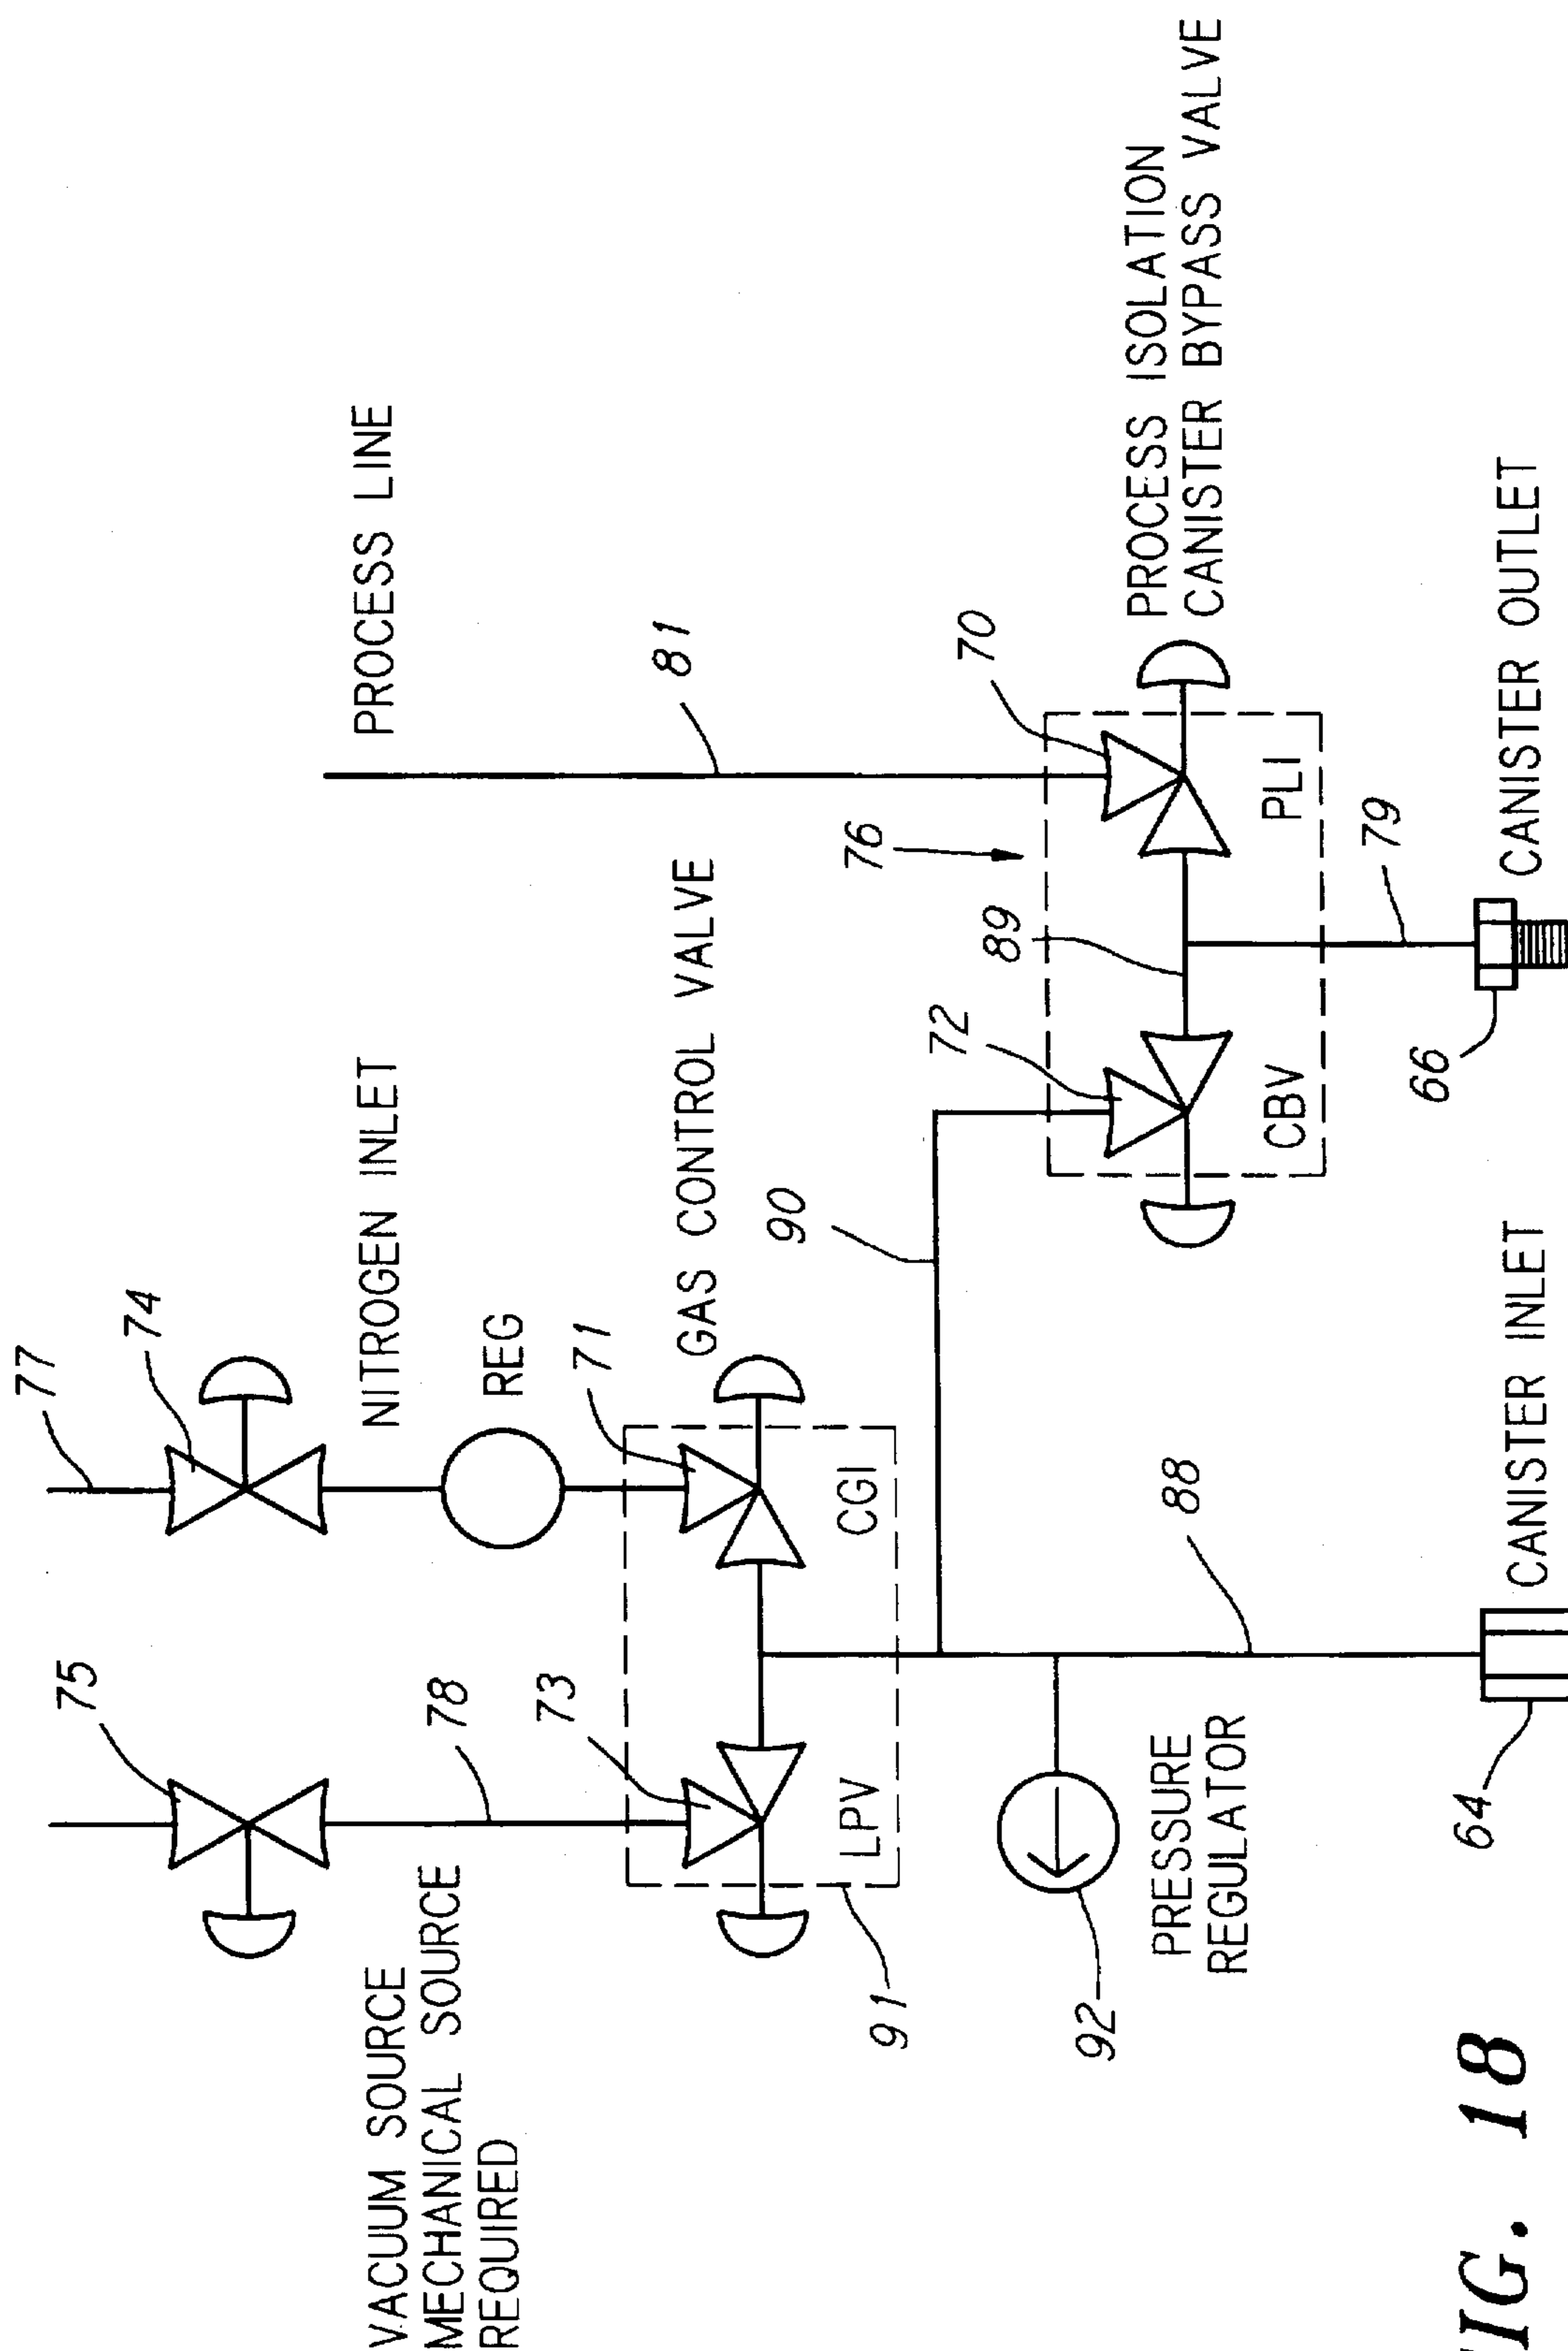 77
74
75
NITROGEN INLET
PROCESS LINE
VACUUM SOURCE
MECHANICAL SOURCE
REQUIRED
REG
78
73
71
81
GAS CONTROL VALVE
LPV
CGI
91
90
76
70
72
89
PROCESS ISOLATION
CANISTER BYPASS VALVE
CBV
PLI
92
PRESSURE
REGULATOR
88
79
64
66
CANISTER INLET
CANISTER OUTLET
IG. 18